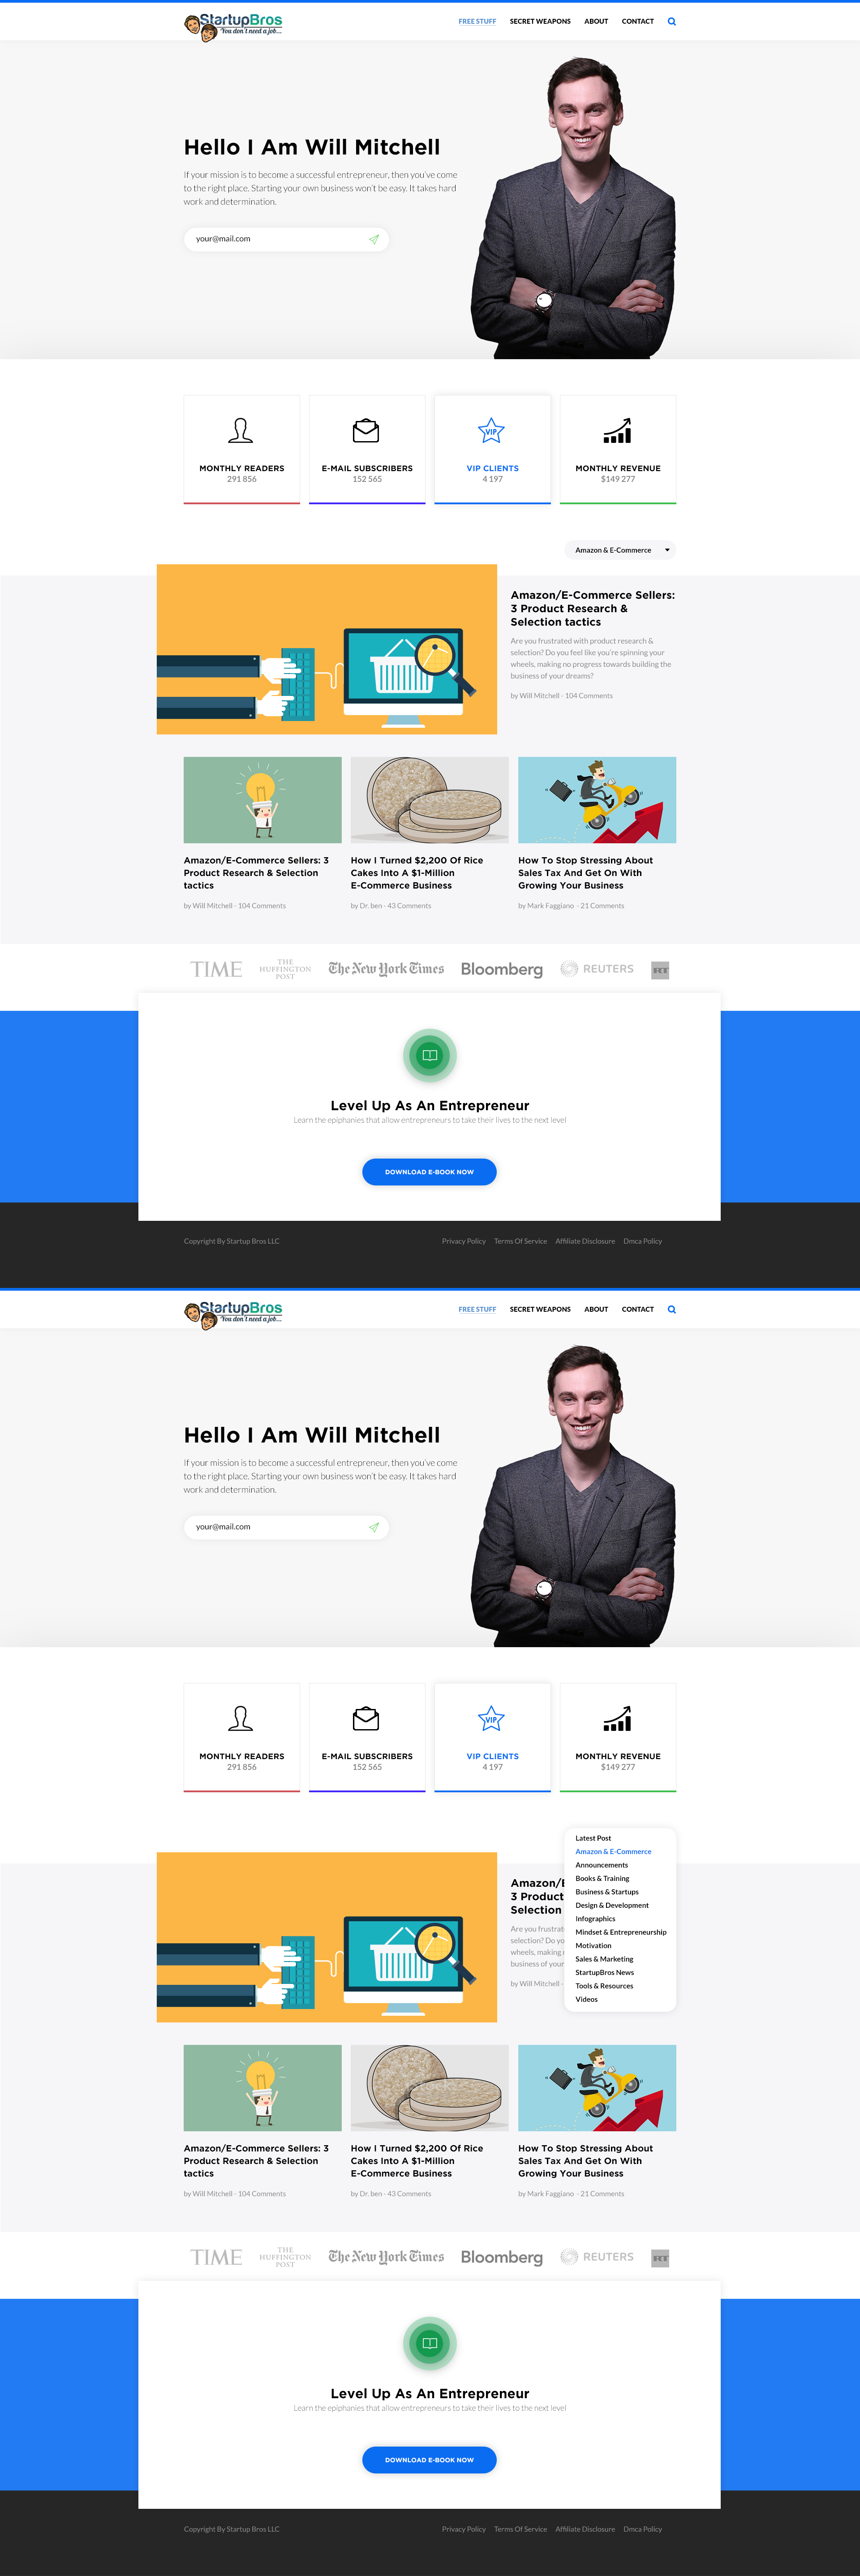 StartupBros
You don't need a job...
FREE STUFF SECRET WEAPONS ABOUT CONTACT
Hello I Am Will Mitchell
If your mission is to become a successful entrepreneur, then you've come
to the right place. Starting your own business won't be easy. It takes hard
work and determination.
your@mail.com
MONTHLY READERS
291 856
E-MAIL SUBSCRIBERS
152 565
VIP
VIP CLIENTS
4 197
MONTHLY REVENUE
$149 277
Amazon & E-Commerce
Amazon/E-Commerce Sellers:
3 Product Research &
Selection tactics
Are you frustrated with product research &
selection? Do you feel like you're spinning your
wheels, making no progress towards building the
business of your dreams?
by Will Mitchell - 104 Comments
Amazon/E-Commerce Sellers: 3
Product Research & Selection
tactics
by Will Mitchell - 104 Comments
How I Turned $2,200 Of Rice
Cakes Into A $1-Million
E-Commerce Business
by Dr. ben - 43 Comments
How To Stop Stressing About
Sales Tax And Get On With
Growing Your Business
by Mark Faggiano - 21 Comments
TIME
THE
HUFFINGTON
POST
The New York Times
Bloomberg
REUTERS
RT
Level Up As An Entrepreneur
Learn the epiphanies that allow entrepreneurs to take their lives to the next level
DOWNLOAD E-BOOK NOW
Copyright By Startup Bros LLC
Privacy Policy Terms Of Service Affiliate Disclosure Dmca Policy
StartupBros
You don't need a job...
FREE STUFF SECRET WEAPONS ABOUT CONTACT
Hello I Am Will Mitchell
If your mission is to become a successful entrepreneur, then you've come
to the right place. Starting your own business won't be easy. It takes hard
work and determination.
your@mail.com
MONTHLY READERS
291 856
E-MAIL SUBSCRIBERS
152 565
VIP
VIP CLIENTS
4 197
MONTHLY REVENUE
$149 277
Latest Post
Amazon & E-Commerce
Announcements
Books & Training
Business & Startups
Design & Development
Infographics
Mindset & Entrepreneurship
Motivation
Sales & Marketing
StartupBros News
Tools & Resources
Videos
Amazon/E
3 Product
Selection
Are you frustrat
selection? Do yo
wheels, making
business of your
by Will Mitchell -
Amazon/E-Commerce Sellers: 3
Product Research & Selection
tactics
by Will Mitchell - 104 Comments
How I Turned $2,200 Of Rice
Cakes Into A $1-Million
E-Commerce Business
by Dr. ben - 43 Comments
How To Stop Stressing About
Sales Tax And Get On With
Growing Your Business
by Mark Faggiano - 21 Comments
TIME
THE
HUFFINGTON
POST
The New York Times
Bloomberg
REUTERS
RT
Level Up As An Entrepreneur
Learn the epiphanies that allow entrepreneurs to take their lives to the next level
DOWNLOAD E-BOOK NOW
Copyright By Startup Bros LLC
Privacy Policy Terms Of Service Affiliate Disclosure Dmca Policy